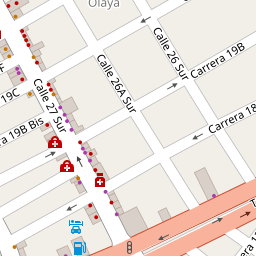 Olaya
Calle 26 Sur
Carrera 19B
Calle 26A Sur
Calle 27 Sur
19C
19B Bis
Carrera 18